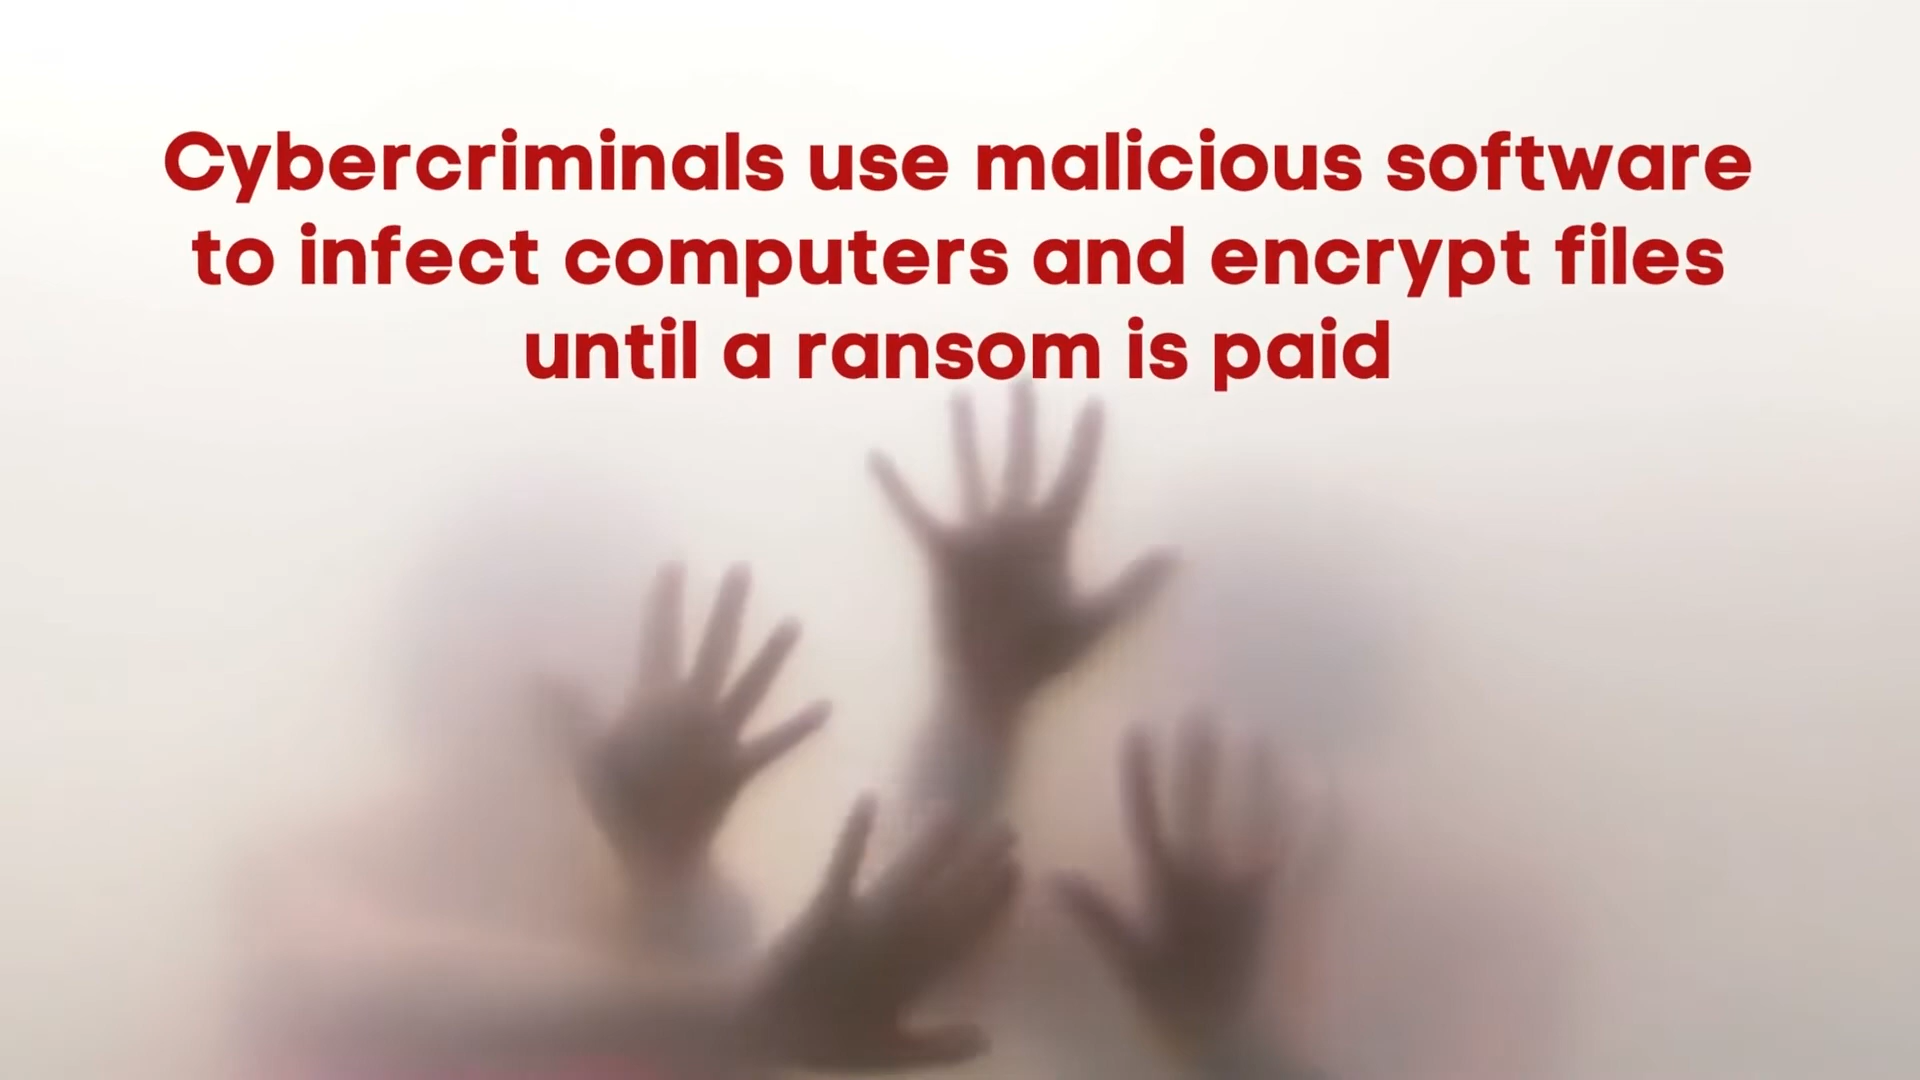 Cybercriminals use malicious software
to infect computers and encrypt files
until a ransom is paid